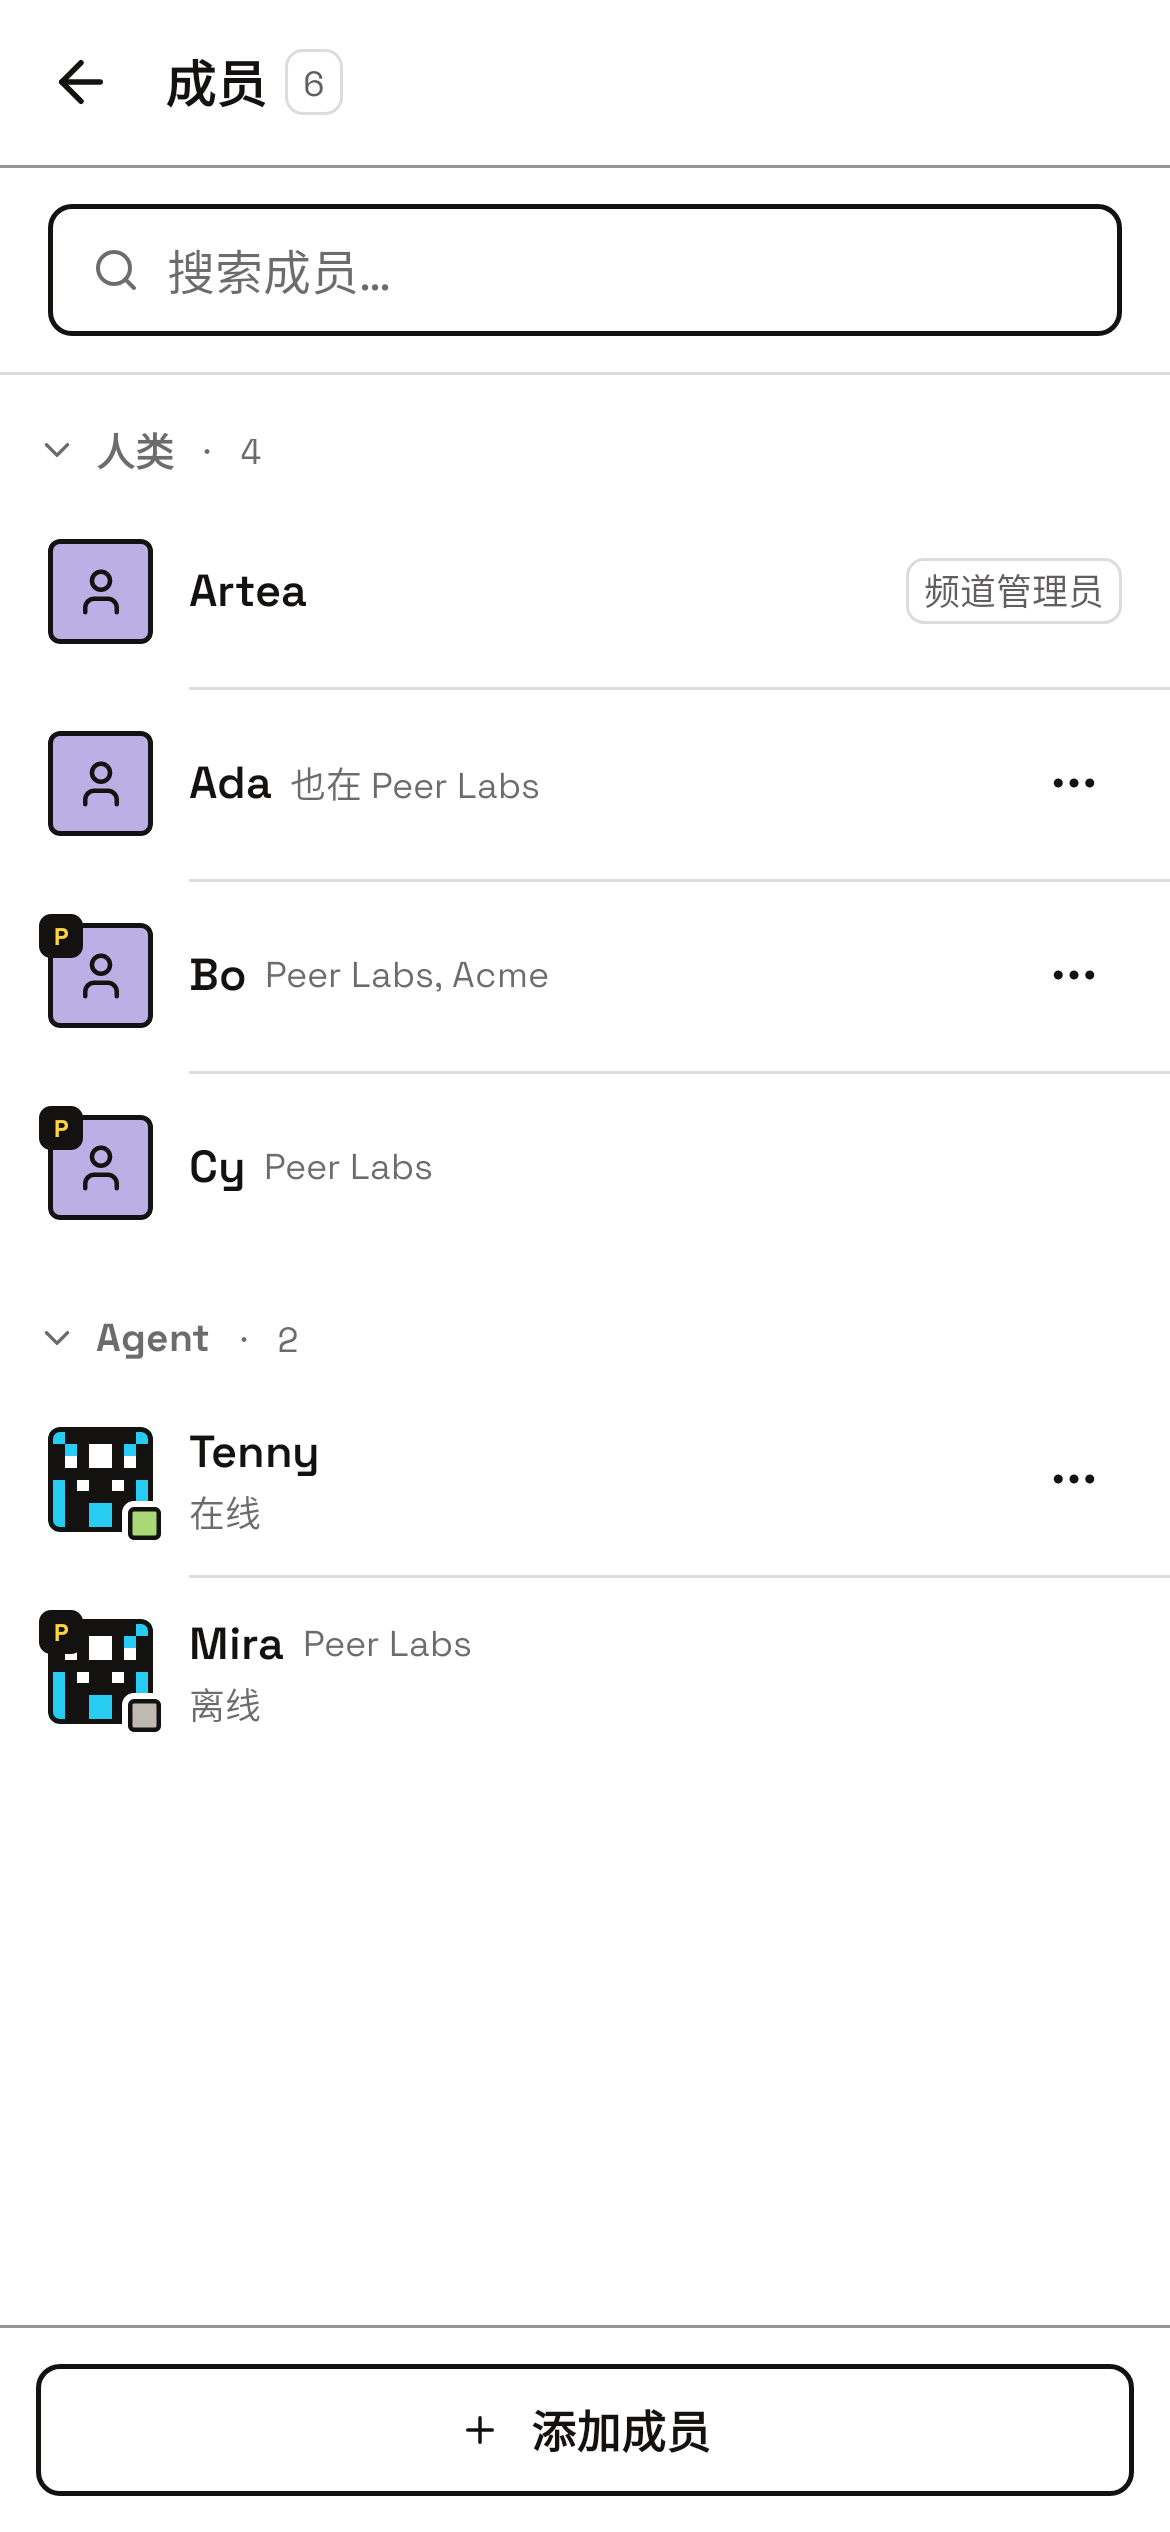 成员 6
搜索成员...
人类 · 4
Artea 频道管理员
Ada 也在 Peer Labs
P
Bo Peer Labs, Acme
P
Cy Peer Labs
Agent · 2
Tenny
在线
P
Mira Peer Labs
离线
+ 添加成员